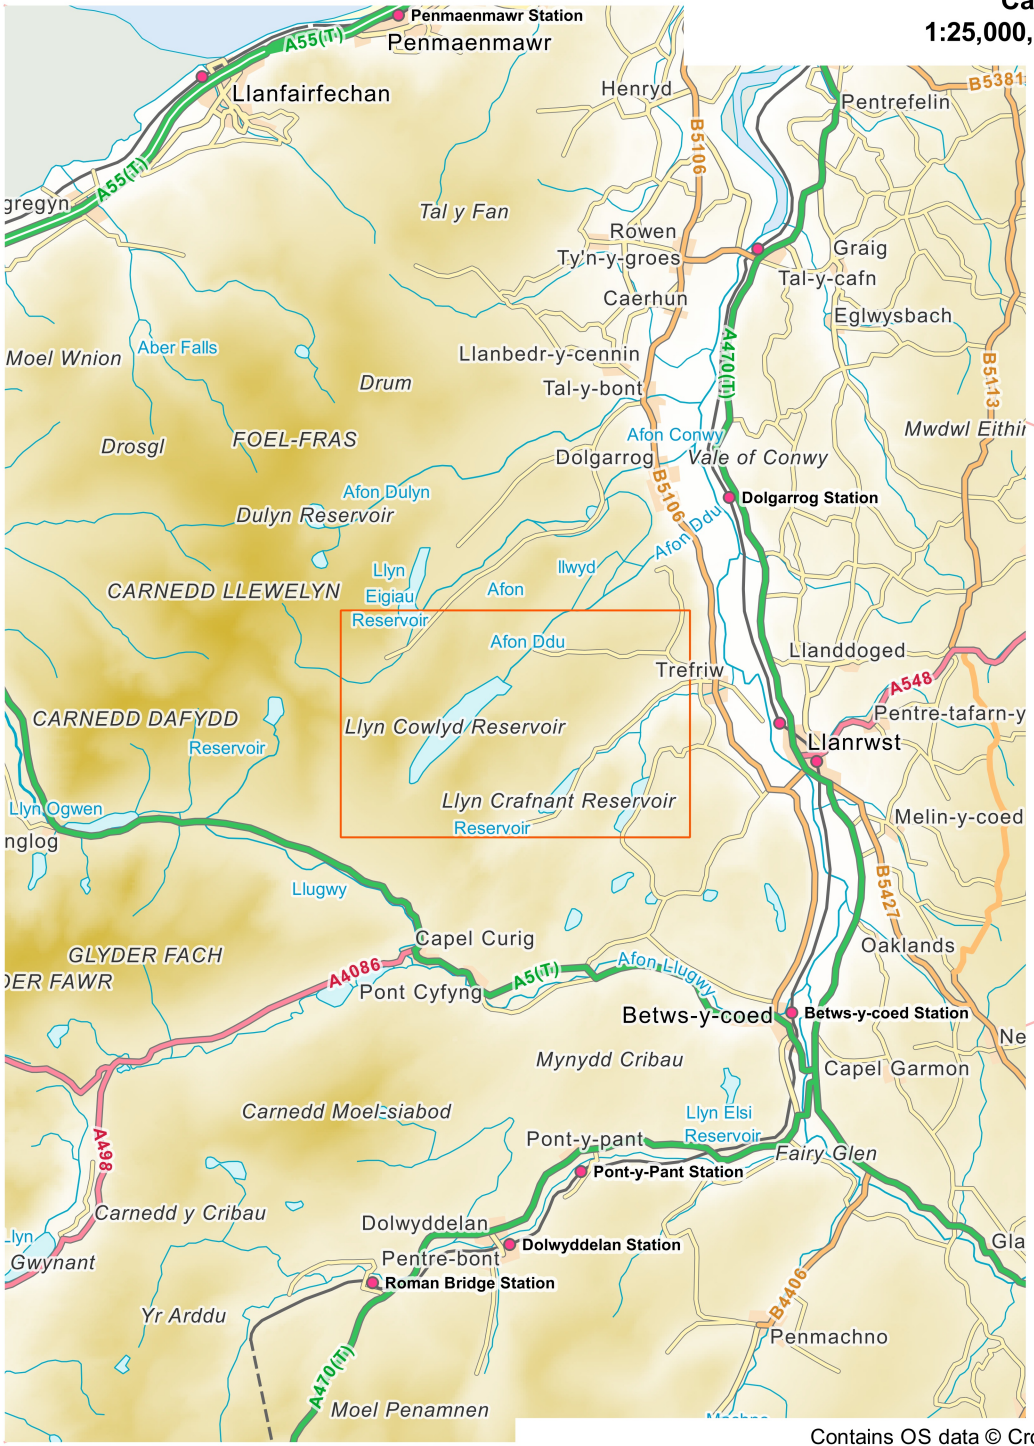 Ca
1:25,000,
Penmaenmawr Station
A55(T)
Penmaenmawr
B5381
Henryd
Llanfairfechan
Pentrefelin
B5106
A55(T)
gregyn
Tal y Fan
Rowen
Graig
Ty'n-y-groes
Tal-y-cafn
Caerhun
Eglwysbach
Aber Falls
Moel Wnion
Llanbedr-y-cennin
A470(T)
B5113
Drum
Tal-y-bont
Mwdwl Eithin
Afon Conwy
FOEL-FRAS
Drosgl
Dolgarrog
Vale of Conwy
Afon Dulyn
B5106
Dolgarrog Station
Dulyn Reservoir
Afon Ddu
Llyn
Eigiau
Reservoir
Afon
llwyd
CARNEDD LLEWELYN
Afon Ddu
Llanddoged
Trefriw
A548
CARNEDD DAFYDD
Pentre-tafarn-y
Llyn Cowlyd Reservoir
Reservoir
Llanrwst
Llyn Crafnant Reservoir
Llyn Ogwen
Melin-y-coed
Reservoir
nglog
Llugwy
B5427
Capel Curig
Oaklands
GLYDER FACH
Afon Llugwy
A4086
A5(T)
DER FAWR
Pont Cyfyng
Betws-y-coed
Betws-y-coed Station
Ne
Mynydd Cribau
Capel Garmon
Carnedd Moel-siabod
Llyn Elsi
Reservoir
Pont-y-pant
A498
Fairy Glen
Pont-y-Pant Station
Carnedd y Cribau
Dolwyddelan
Llyn
Gwynant
Gla
Dolwyddelan Station
Pentre-bont
Roman Bridge Station
B4406
Yr Arddu
Penmachno
A470(T)
Moel Penamnen
Contains OS data © Cro